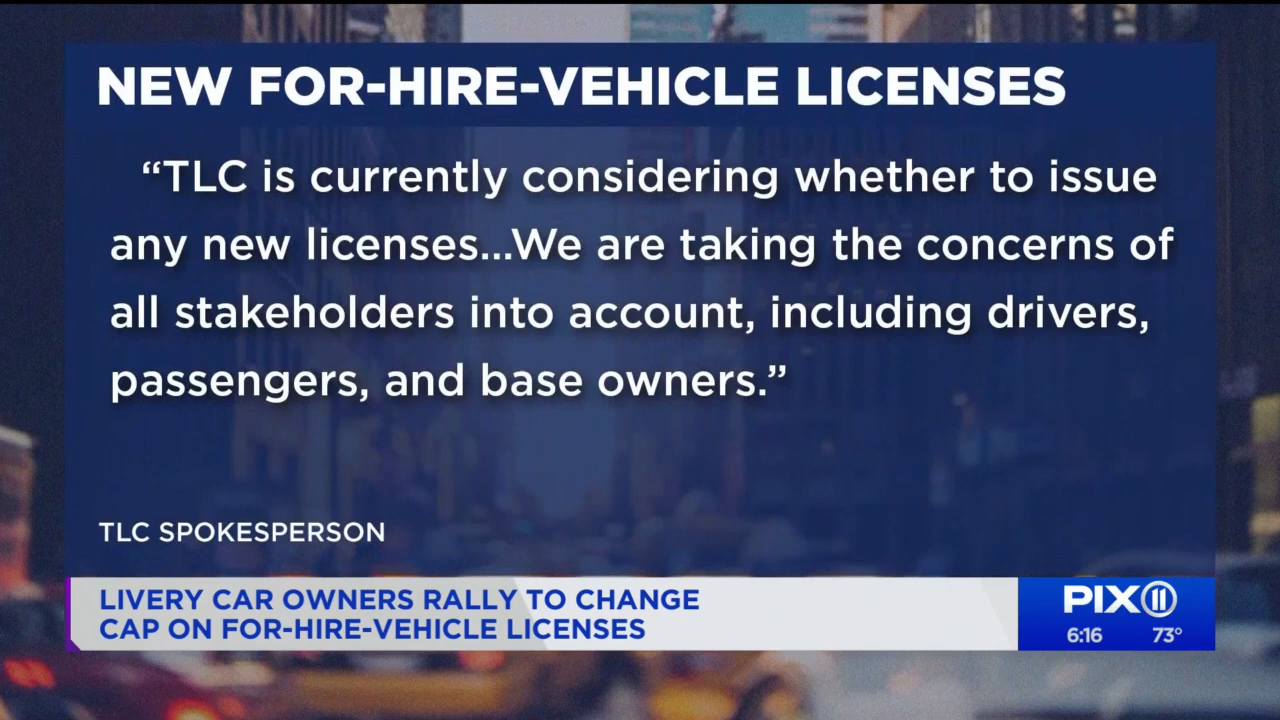 NEW FOR-HIRE-VEHICLE LICENSES
“TLC is currently considering whether to issue
any new licenses...We are taking the concerns of
all stakeholders into account, including drivers,
passengers, and base owners.”
TLC SPOKESPERSON
LIVERY CAR OWNERS RALLY TO CHANGE
CAP ON FOR-HIRE-VEHICLE LICENSES
PIX11
6:16 73°